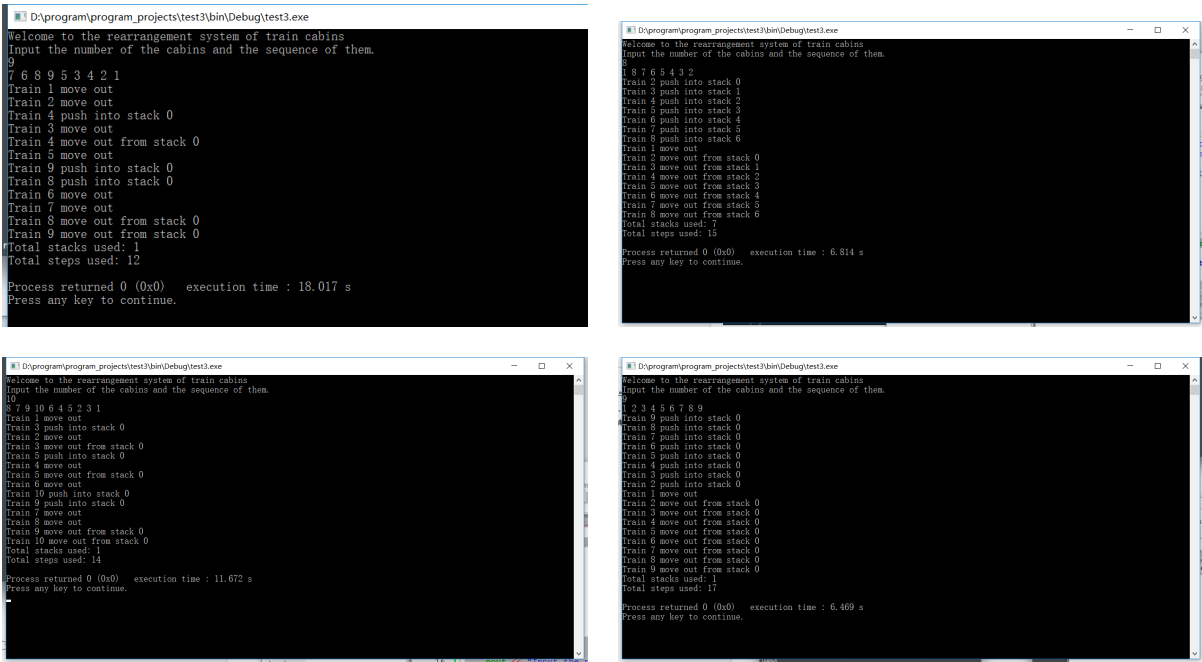 D:\program\program_projects\test3\bin\Debug\test3.exe
Welcome to the rearrangement system of train cabins
Input the number of the cabins and the sequence of them.
9
7 6 8 9 5 3 4 2 1
Train 1 move out
Train 2 move out
Train 4 push into stack 0
Train 3 move out
Train 4 move out from stack 0
Train 5 move out
Train 9 push into stack 0
Train 8 push into stack 0
Train 6 move out
Train 7 move out
Train 8 move out from stack 0
Train 9 move out from stack 0
Total stacks used: 1
Total steps used: 12
Process returned 0 (0x0)   execution time : 18.017 s
Press any key to continue.
D:\program\program_projects\test3\bin\Debug\test3.exe
Welcome to the rearrangement system of train cabins
Input the number of the cabins and the sequence of them.
8
1 8 7 6 5 4 3 2
Train 2 push into stack 0
Train 3 push into stack 1
Train 4 push into stack 2
Train 5 push into stack 3
Train 6 push into stack 4
Train 7 push into stack 5
Train 8 push into stack 6
Train 1 move out
Train 2 move out from stack 0
Train 3 move out from stack 1
Train 4 move out from stack 2
Train 5 move out from stack 3
Train 6 move out from stack 4
Train 7 move out from stack 5
Train 8 move out from stack 6
Total stacks used: 7
Total steps used: 15
Process returned 0 (0x0)   execution time : 6.814 s
Press any key to continue.
D:\program\program_projects\test3\bin\Debug\test3.exe
Welcome to the rearrangement system of train cabins
Input the number of the cabins and the sequence of them.
10
8 7 9 10 6 4 5 2 3 1
Train 1 move out
Train 3 push into stack 0
Train 2 move out
Train 3 move out from stack 0
Train 5 push into stack 0
Train 4 move out
Train 5 move out from stack 0
Train 6 move out
Train 10 push into stack 0
Train 9 push into stack 0
Train 7 move out
Train 8 move out
Train 9 move out from stack 0
Train 10 move out from stack 0
Total stacks used: 1
Total steps used: 14
Process returned 0 (0x0)   execution time : 11.672 s
Press any key to continue.
D:\program\program_projects\test3\bin\Debug\test3.exe
Welcome to the rearrangement system of train cabins
Input the number of the cabins and the sequence of them.
9
1 2 3 4 5 6 7 8 9
Train 9 push into stack 0
Train 8 push into stack 0
Train 7 push into stack 0
Train 6 push into stack 0
Train 5 push into stack 0
Train 4 push into stack 0
Train 3 push into stack 0
Train 2 push into stack 0
Train 1 move out
Train 2 move out from stack 0
Train 3 move out from stack 0
Train 4 move out from stack 0
Train 5 move out from stack 0
Train 6 move out from stack 0
Train 7 move out from stack 0
Train 8 move out from stack 0
Train 9 move out from stack 0
Total stacks used: 1
Total steps used: 17
Process returned 0 (0x0)   execution time : 6.469 s
Press any key to continue.